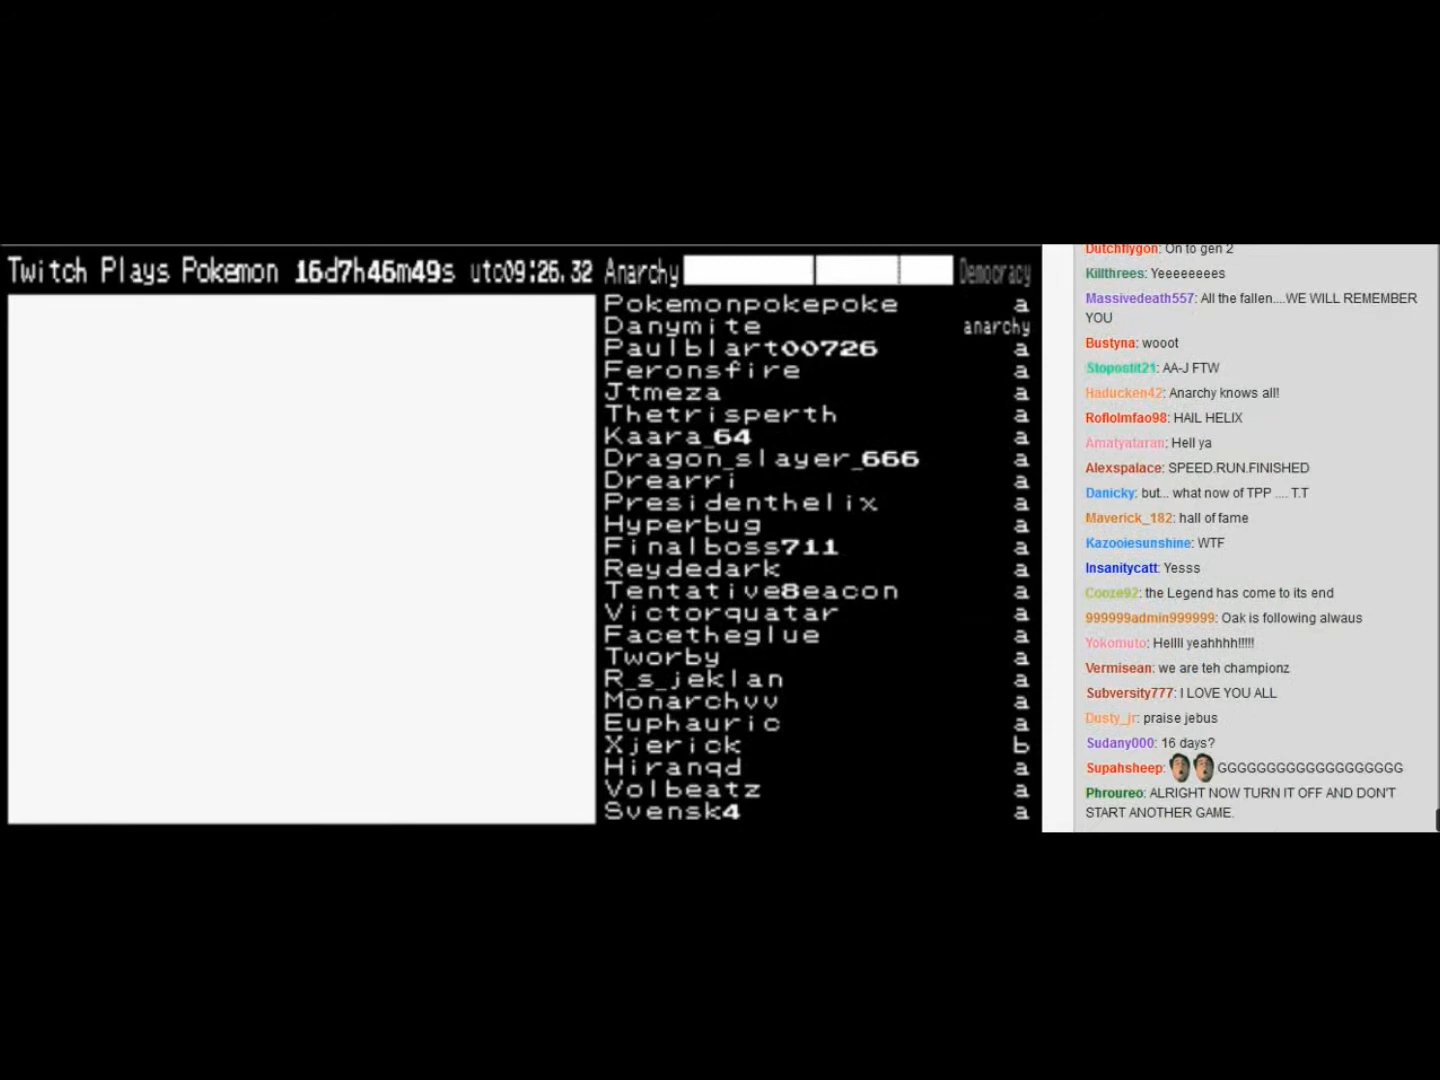 Twitch Plays Pokemon 16d7h46m49s utc09:26.32 Anarchy Democracy
Pokemonpokepoke a
Danymite anarchy
Paulblart00726 a
Feronsfire a
Jtmeza a
Thetrisperth a
Kaara_64 a
Dragon_slayer_666 a
Drearri a
Presidenthelix a
Hyperbug a
Finalboss711 a
Reydedark a
Tentative8eacon a
Victorquatar a
Facetheglue a
Tworby a
R_s_jeklan a
Monarchvv a
Euphauric a
Xjerick b
Hiranqd a
Volbeatz a
Svensk4 a
Dutchflygon: On to gen 2
Killthrees: Yeeeeeeees
Massivedeath557: All the fallen....WE WILL REMEMBER
YOU
Bustyna: wooot
Stopostit21: AA-J FTW
Haducken42: Anarchy knows all!
Roflolmfao98: HAIL HELIX
Amatyataran: Hell ya
Alexspalace: SPEED.RUN.FINISHED
Danicky: but... what now of TPP .... T.T
Maverick_182: hall of fame
Kazooiesunshine: WTF
Insanitycatt: Yesss
Cooze92: the Legend has come to its end
999999admin999999: Oak is following alwaus
Yokomuto: Hellll yeahhhh!!!!!
Vermisean: we are teh championz
Subversity777: I LOVE YOU ALL
Dusty_jr: praise jebus
Sudany000: 16 days?
Supahsheep: GGGGGGGGGGGGGGGGGGG
Phroureo: ALRIGHT NOW TURN IT OFF AND DON'T
START ANOTHER GAME.